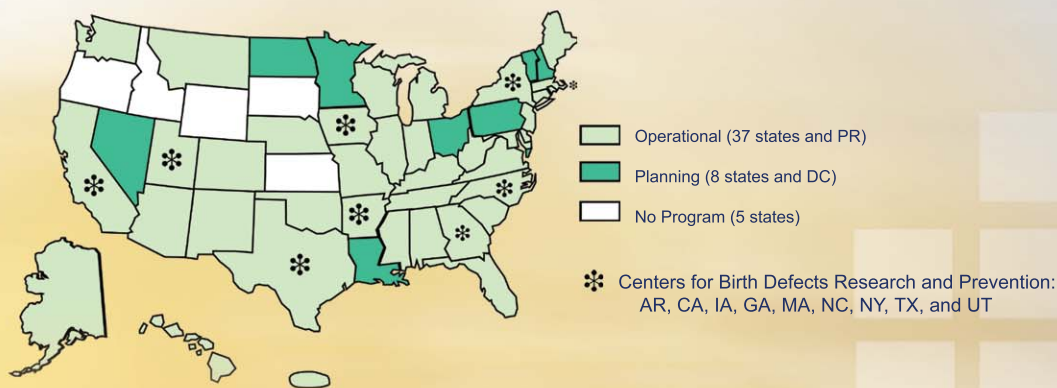 Operational (37 states and PR)
Planning (8 states and DC)
No Program (5 states)
Centers for Birth Defects Research and Prevention:
AR, CA, IA, GA, MA, NC, NY, TX, and UT